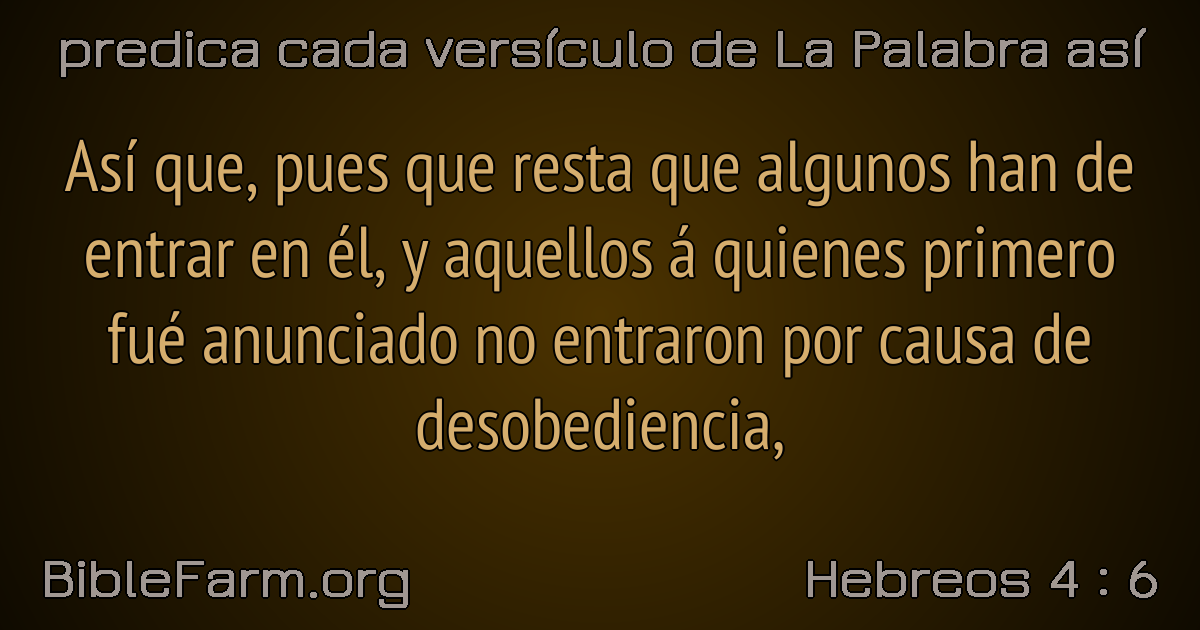 predica cada versículo de La Palabra así
Así que, pues que resta que algunos han de
entrar en él, y aquellos á quienes primero
fué anunciado no entraron por causa de
desobediencia,
BibleFarm.org
Hebreos 4 : 6